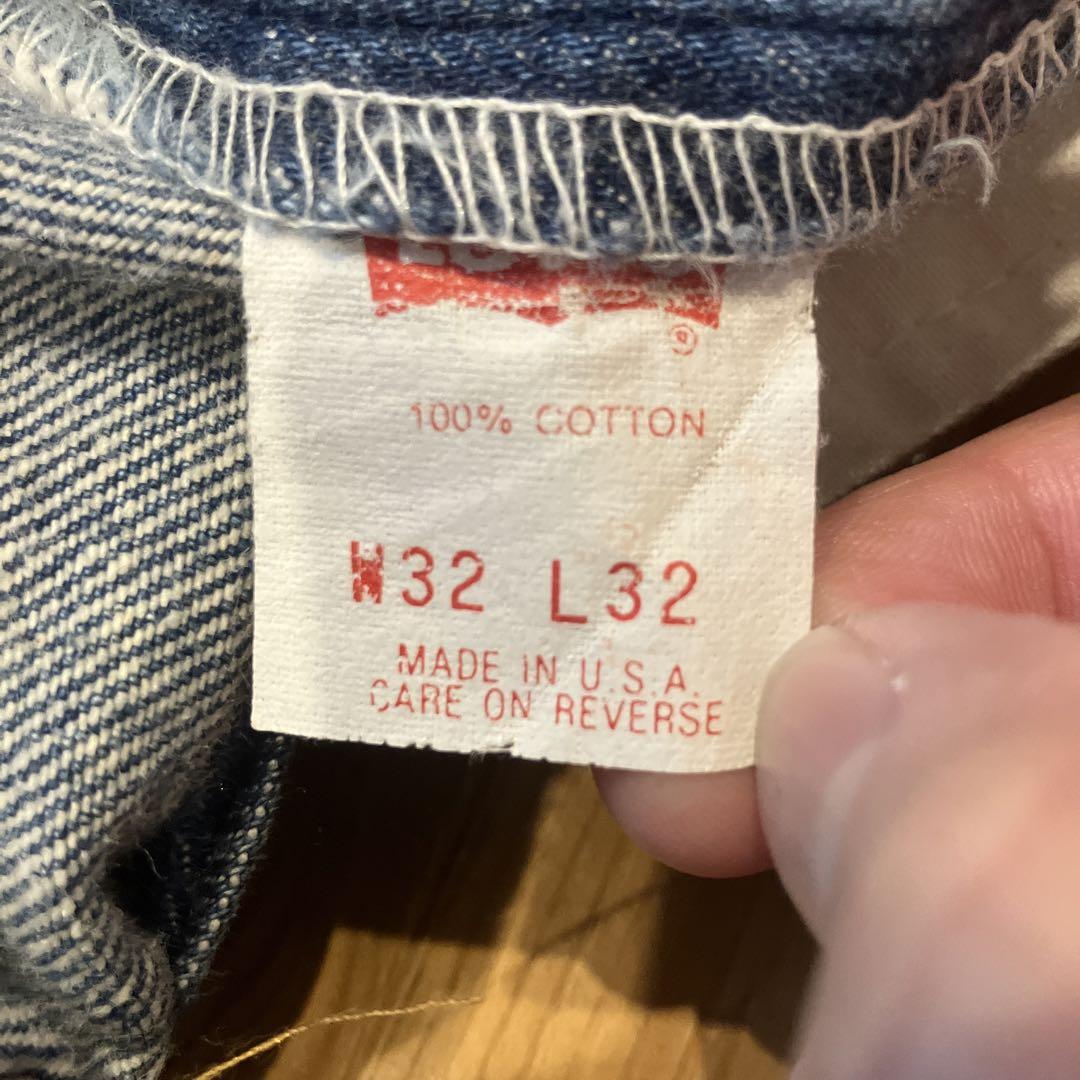 ®
100% COTTON
W32 L32
MADE IN U.S.A.
CARE ON REVERSE